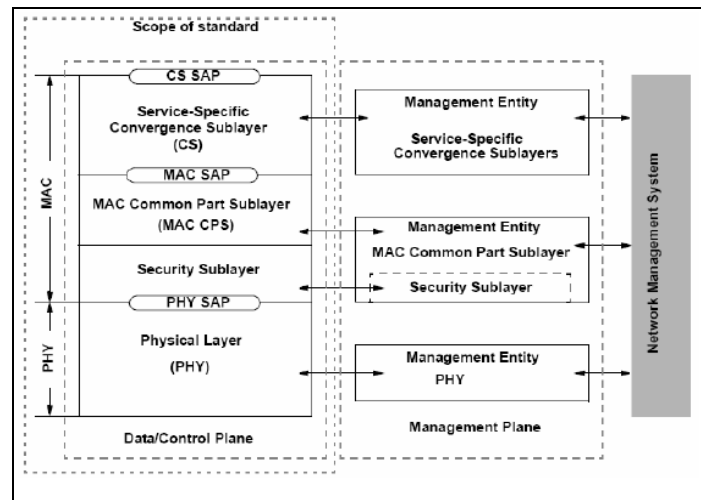 Scope of standard
CS SAP
Service-Specific
Convergence Sublayer
(CS)
MAC SAP
MAC Common Part Sublayer
(MAC CPS)
Security Sublayer
PHY SAP
Physical Layer
(PHY)
Data/Control Plane
MAC
PHY
Management Entity
Service-Specific
Convergence Sublayers
Management Entity
MAC Common Part Sublayer
Security Sublayer
Management Entity
PHY
Management Plane
Network Management System